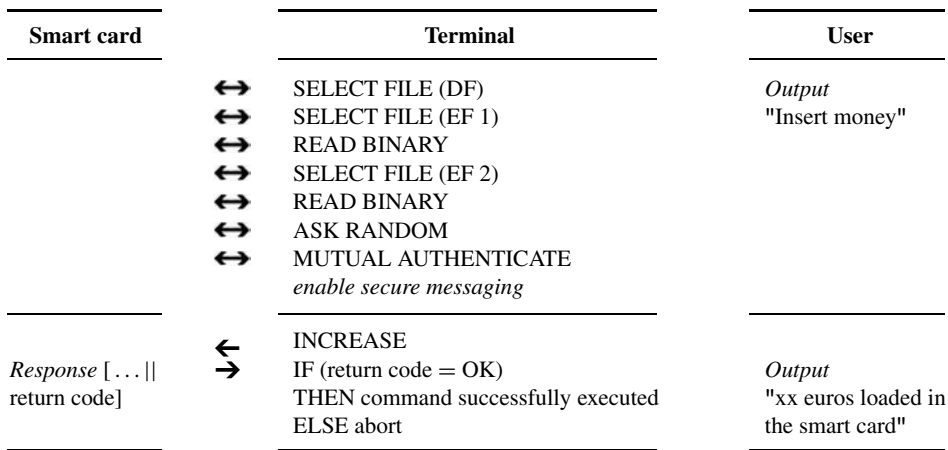 Smart card Terminal User
↔ SELECT FILE (DF) Output
↔ SELECT FILE (EF 1) "Insert money"
↔ READ BINARY
↔ SELECT FILE (EF 2)
↔ READ BINARY
↔ ASK RANDOM
↔ MUTUAL AUTHENTICATE
enable secure messaging
← INCREASE
Response [ . . . || → IF (return code = OK) Output
return code] THEN command successfully executed "xx euros loaded in
ELSE abort the smart card"